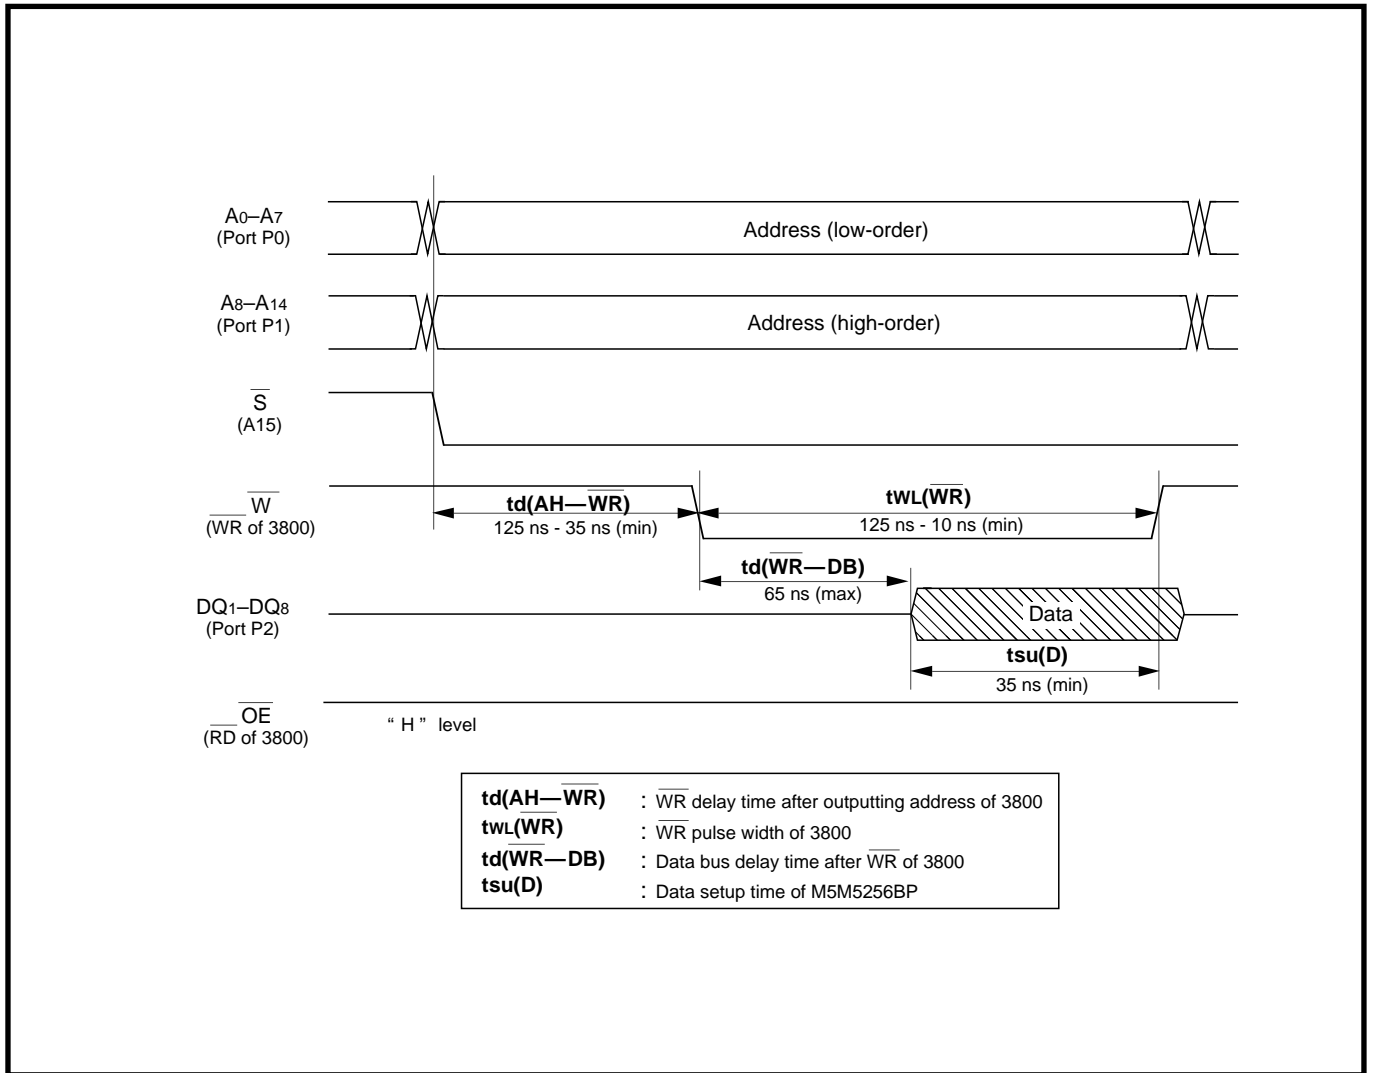 A0–A7
(Port P0)
Address (low-order)
A8–A14
(Port P1)
Address (high-order)
S
(A15)
W
(WR of 3800)
td(AH—WR)
125 ns - 35 ns (min)
tWL(WR)
125 ns - 10 ns (min)
td(WR—DB)
65 ns (max)
DQ1–DQ8
(Port P2)
Data
tsu(D)
35 ns (min)
OE
(RD of 3800)
“ H ” level
td(AH—WR) : WR delay time after outputting address of 3800
tWL(WR) : WR pulse width of 3800
td(WR—DB) : Data bus delay time after WR of 3800
tsu(D) : Data setup time of M5M5256BP